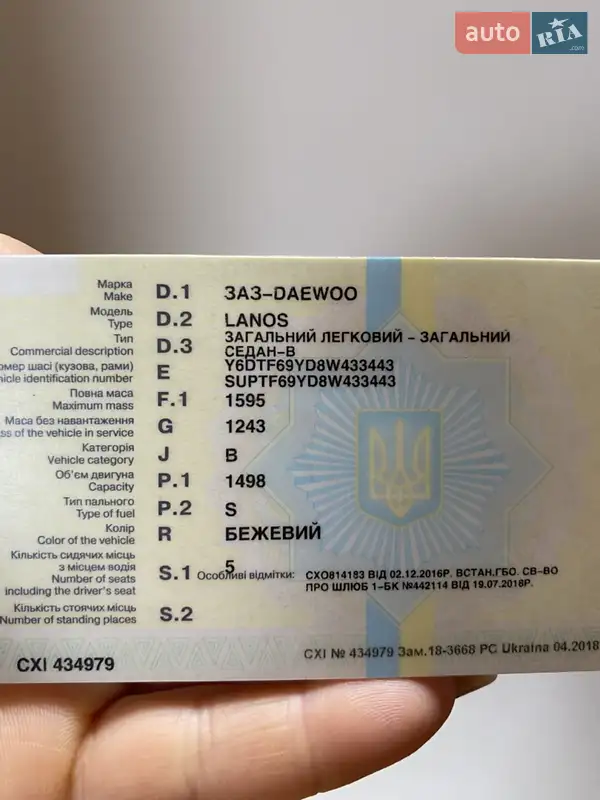 auto RIA .com
Марка
Make D.1 ЗАЗ-DAEWOO
Модель
Type D.2 LANOS
Тип
Commercial description D.3 ЗАГАЛЬНИЙ ЛЕГКОВИЙ - ЗАГАЛЬНИЙ
СЕДАН-В
омер шасі (кузова, рами) E Y6DTF69YD8W433443
hicle identification number SUPTF69YD8W433443
Повна маса
Maximum mass F.1 1595
Маса без навантаження
ss of the vehicle in service G 1243
Категорія
Vehicle category J B
Об'єм двигуна
Capacity P.1 1498
Тип пального
Type of fuel P.2 S
Колір
Color of the vehicle R БЕЖЕВИЙ
Кількість сидячих місць
з місцем водія
Number of seats
including the driver's seat S.1 5
Особливі відмітки: СХО814183 ВІД 02.12.2016Р. ВСТАН.ГБО. СВ-ВО
ПРО ШЛЮБ 1-БК №442114 ВІД 19.07.2018Р.
Кількість стоячих місць
Number of standing places S.2
СХІ 434979
СХІ № 434979 Зам.18-3668 РС Ukraina 04.2018